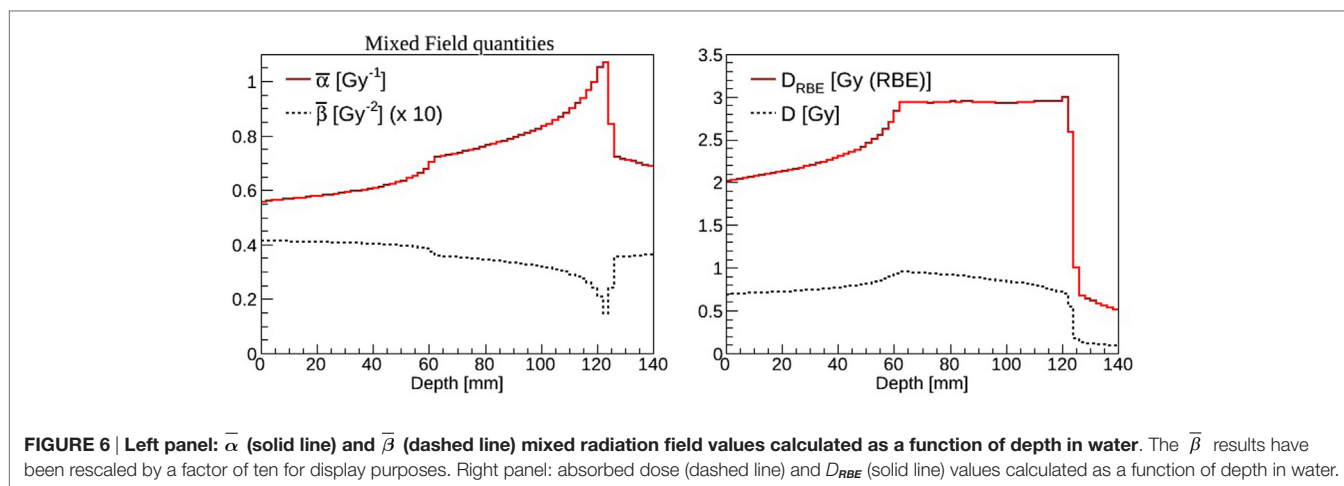 Mixed Field quantities
α̅ [Gy⁻¹]
β̅ [Gy⁻²] (x 10)
1
0.8
0.6
0.4
0.2
0
0 20 40 60 80 100 120 140
Depth [mm]
D_RBE [Gy (RBE)]
D [Gy]
3.5
3
2.5
2
1.5
1
0.5
0
0 20 40 60 80 100 120 140
Depth [mm]
FIGURE 6 | Left panel: α̅ (solid line) and β̅ (dashed line) mixed radiation field values calculated as a function of depth in water. The β̅ results have
been rescaled by a factor of ten for display purposes. Right panel: absorbed dose (dashed line) and D_RBE (solid line) values calculated as a function of depth in water.